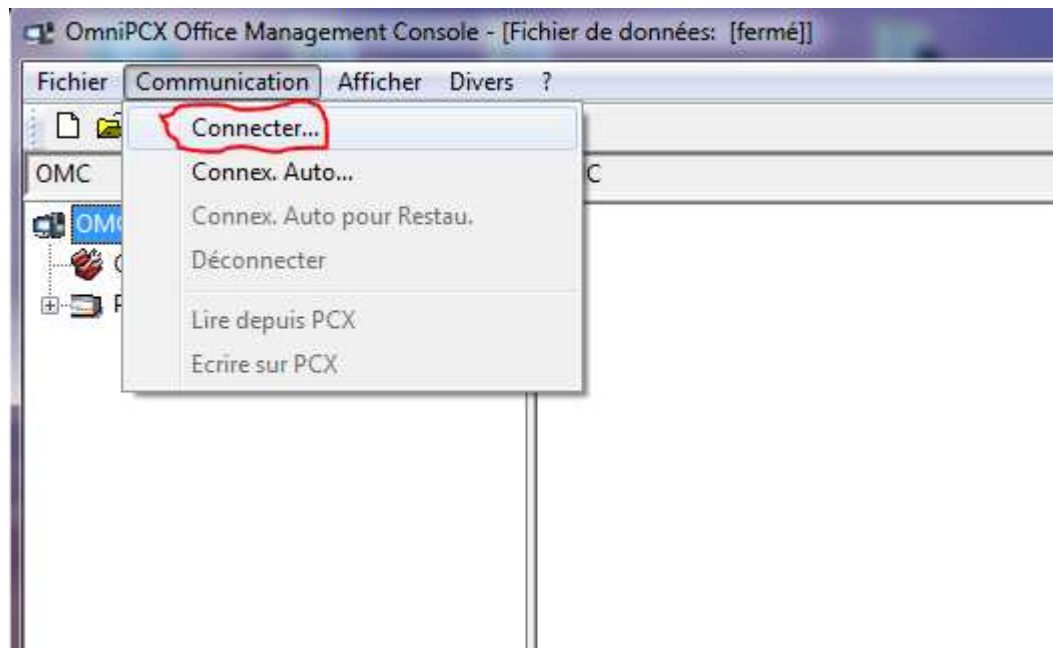 OmniPCX Office Management Console - [Fichier de données: [fermé]]
Fichier Communication Afficher Divers ?
Connecter...
OMC
Connex. Auto...
C
Connex. Auto pour Restau.
Déconnecter
Lire depuis PCX
Ecrire sur PCX